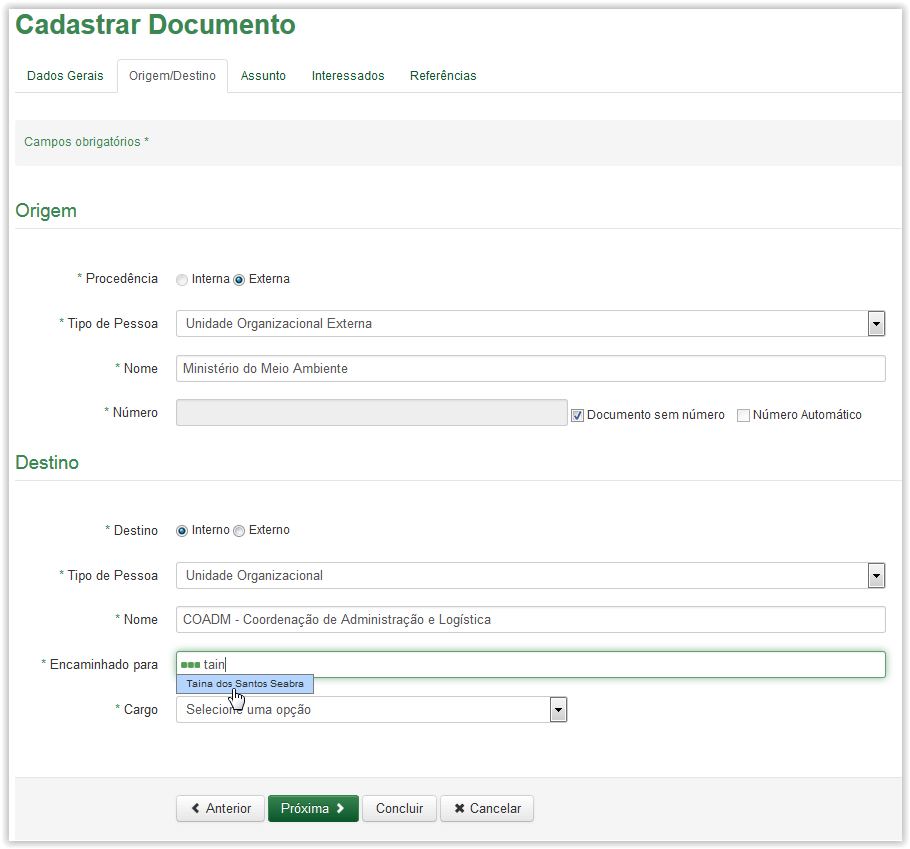 Cadastrar Documento
Dados Gerais Origem/Destino Assunto Interessados Referências
Campos obrigatórios *
Origem
* Procedência Interna Externa
* Tipo de Pessoa Unidade Organizacional Externa
* Nome Ministério do Meio Ambiente
* Número Documento sem número Número Automático
Destino
* Destino Interno Externo
* Tipo de Pessoa Unidade Organizacional
* Nome COADM - Coordenação de Administração e Logística
* Encaminhado para tain
Taina dos Santos Seabra
* Cargo Selecione uma opção
Anterior Próxima Concluir Cancelar